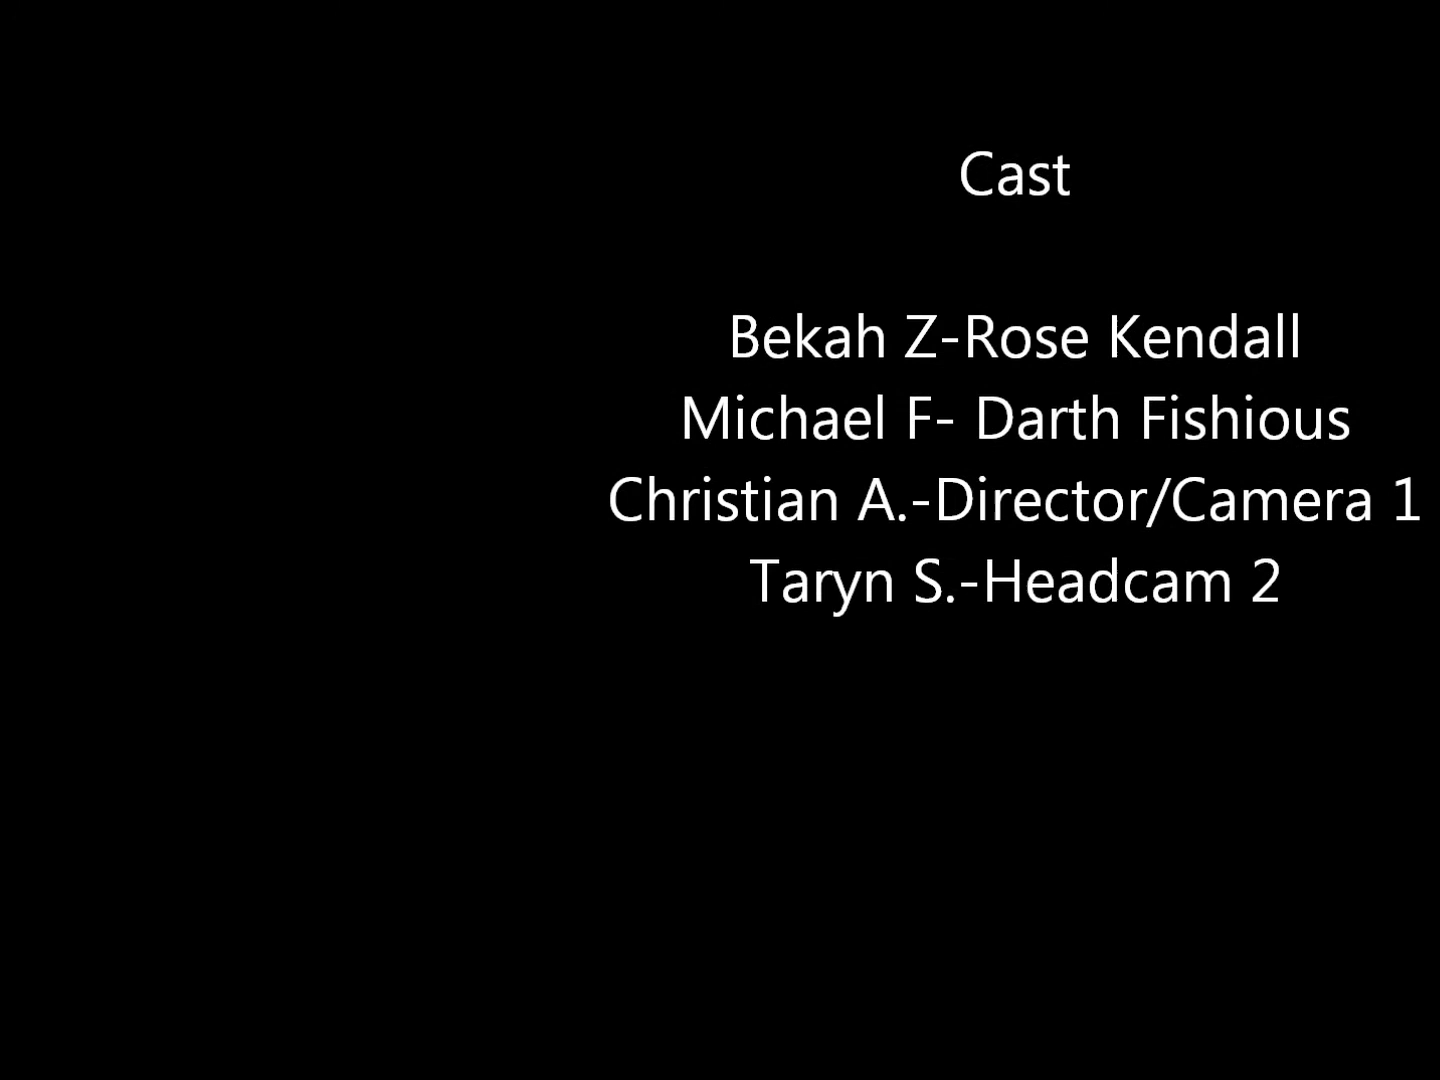 Cast
Bekah Z-Rose Kendall
Michael F- Darth Fishious
Christian A.-Director/Camera 1
Taryn S.-Headcam 2